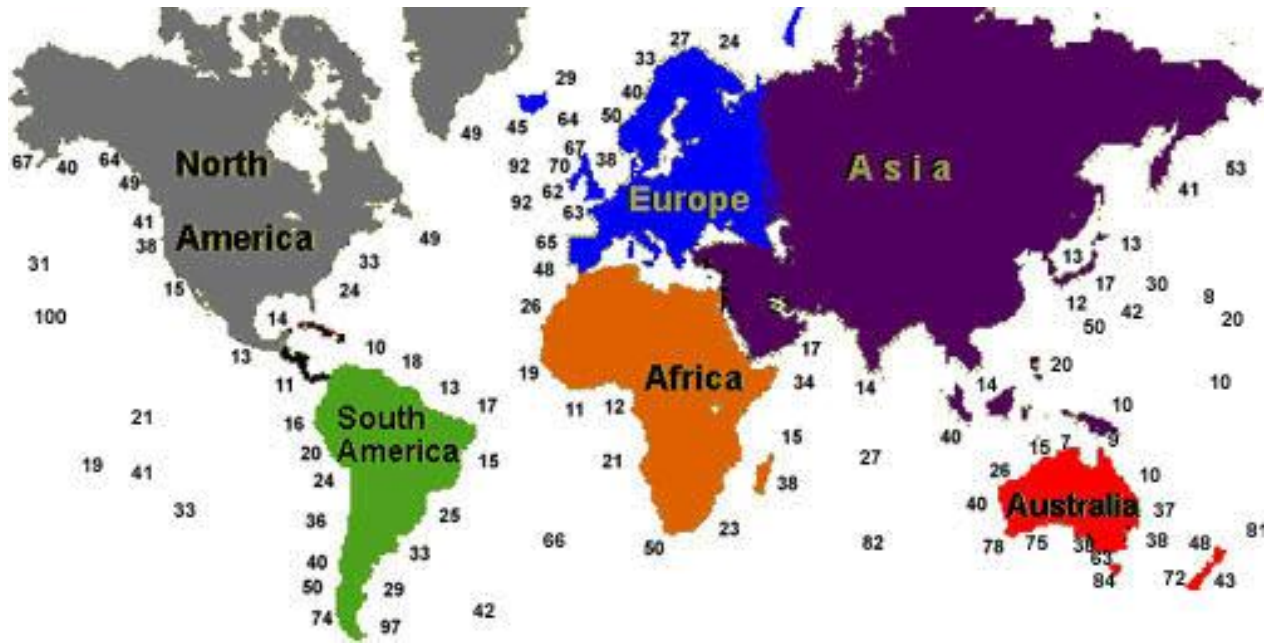 27 24
33
29
40
49 45 64 50
67
67 40 64 North 92 70 38 Asia 53
49 62 41
92 63 Europe
41
38 America 49 65 13
31 33 48 13
15 24 17 30 8
26 12 42
100 14 50 20
13 10 17
18 20
11 19 Africa 34 14 14 10
13
21 16 South 17 11 12 10
America 15 7 9
20 40 15
19 41 24 15 21 27 26 10
38
33 36 25 40 Australia 37
23
66 50 82 78 75 38 38 48 81
40 33 63
50 29 84 72 43
74 97 42